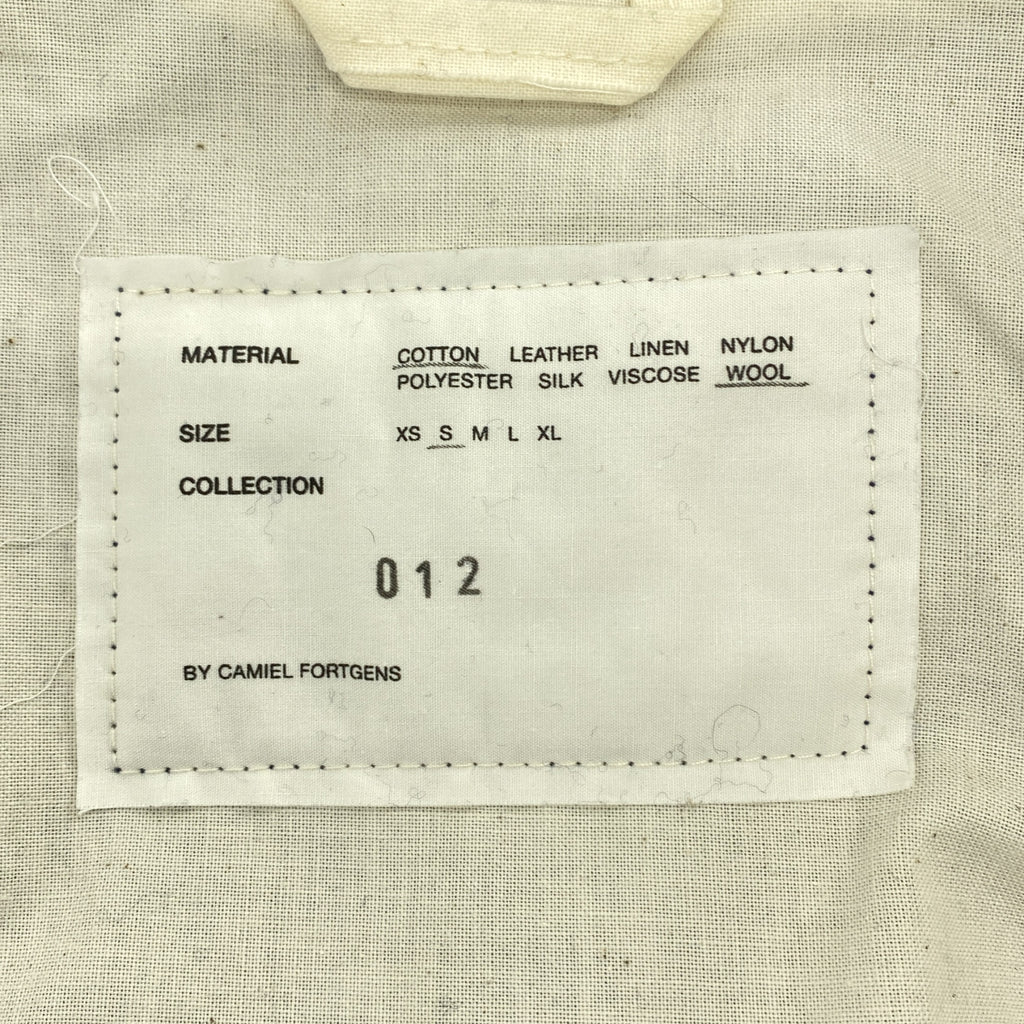 MATERIAL COTTON LEATHER LINEN NYLON
POLYESTER SILK VISCOSE WOOL
SIZE XS S M L XL
COLLECTION
012
BY CAMIEL FORTGENS